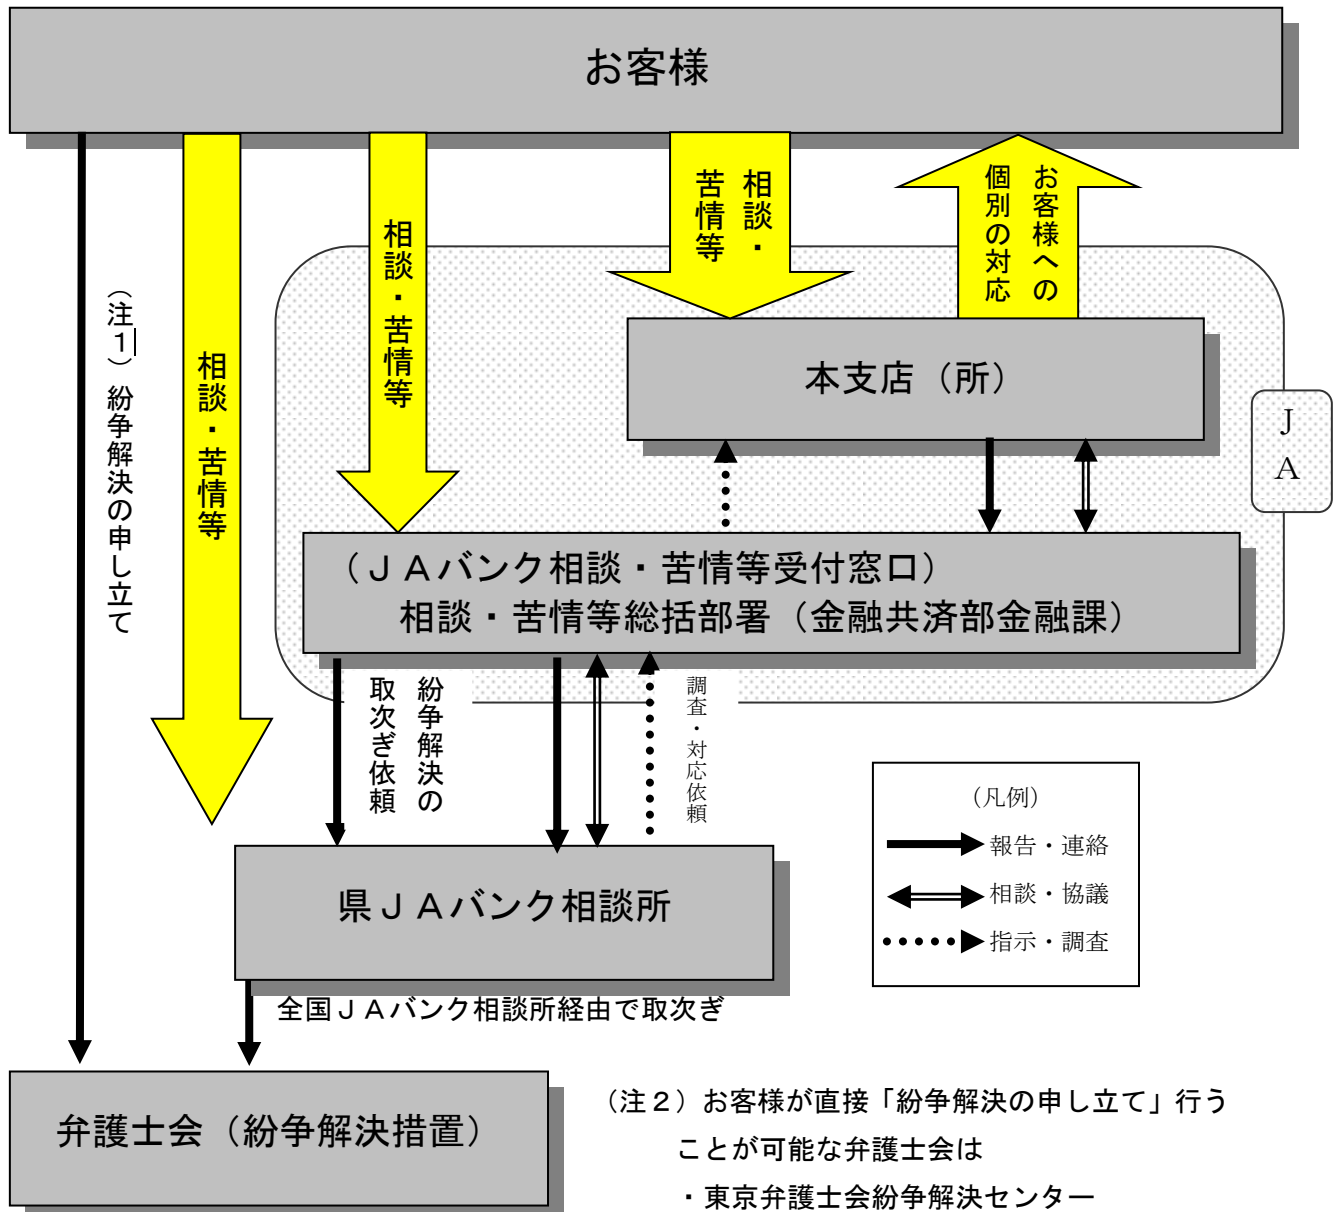 お客様
相談・
苦情等
お客様への
個別の対応
相談・苦情等
相談・苦情等
（注１）紛争解決の申し立て
本支店（所）
ＪＡ
（ＪＡバンク相談・苦情等受付窓口）
相談・苦情等総括部署（金融共済部金融課）
紛争解決の
取次ぎ依頼
調査・対応依頼
（凡例）
報告・連絡
相談・協議
指示・調査
県ＪＡバンク相談所
全国ＪＡバンク相談所経由で取次ぎ
弁護士会（紛争解決措置）
（注２）お客様が直接「紛争解決の申し立て」行う
ことが可能な弁護士会は
・東京弁護士会紛争解決センター